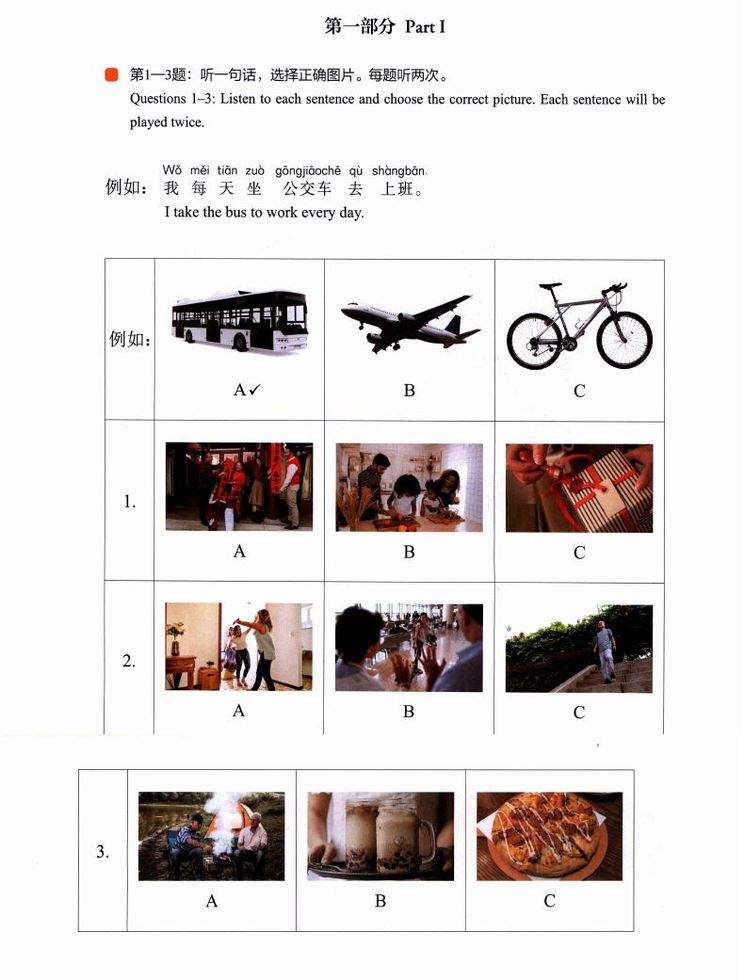 第一部分 Part I
第1—3题：听一句话，选择正确图片。每题听两次。
Questions 1–3: Listen to each sentence and choose the correct picture. Each sentence will be
played twice.
Wǒ měi tiān zuò gōngjiāochē qù shàngbān.
例如： 我 每 天 坐 公交车 去 上班。
I take the bus to work every day.
例如：
A✓ B C
1.
A B C
2.
A B C
3.
A B C